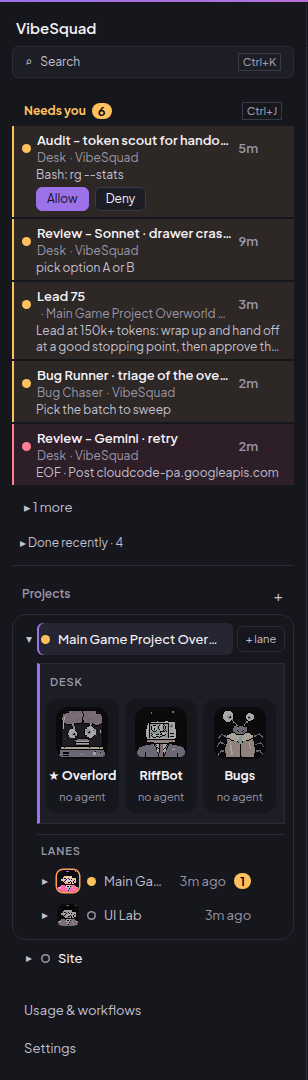 VibeSquad
Search Ctrl+K
Needs you 6 Ctrl+J
Audit – token scout for hando… 5m
Desk · VibeSquad
Bash: rg --stats
Allow Deny
Review – Sonnet · drawer cras… 9m
Desk · VibeSquad
pick option A or B
Lead 75 3m
· Main Game Project Overworld …
Lead at 150k+ tokens: wrap up and hand off
at a good stopping point, then approve th…
Bug Runner · triage of the ove… 2m
Bug Chaser · VibeSquad
Pick the batch to sweep
Review – Gemini · retry 2m
Desk · VibeSquad
EOF · Post cloudcode-pa.googleapis.com
▸ 1 more
▸ Done recently · 4
Projects +
▾ Main Game Project Over… + lane
DESK
★ Overlord RiffBot Bugs
no agent no agent no agent
LANES
▸ Main Ga… 3m ago 1
▸ UI Lab 3m ago
▸ Site
Usage & workflows
Settings